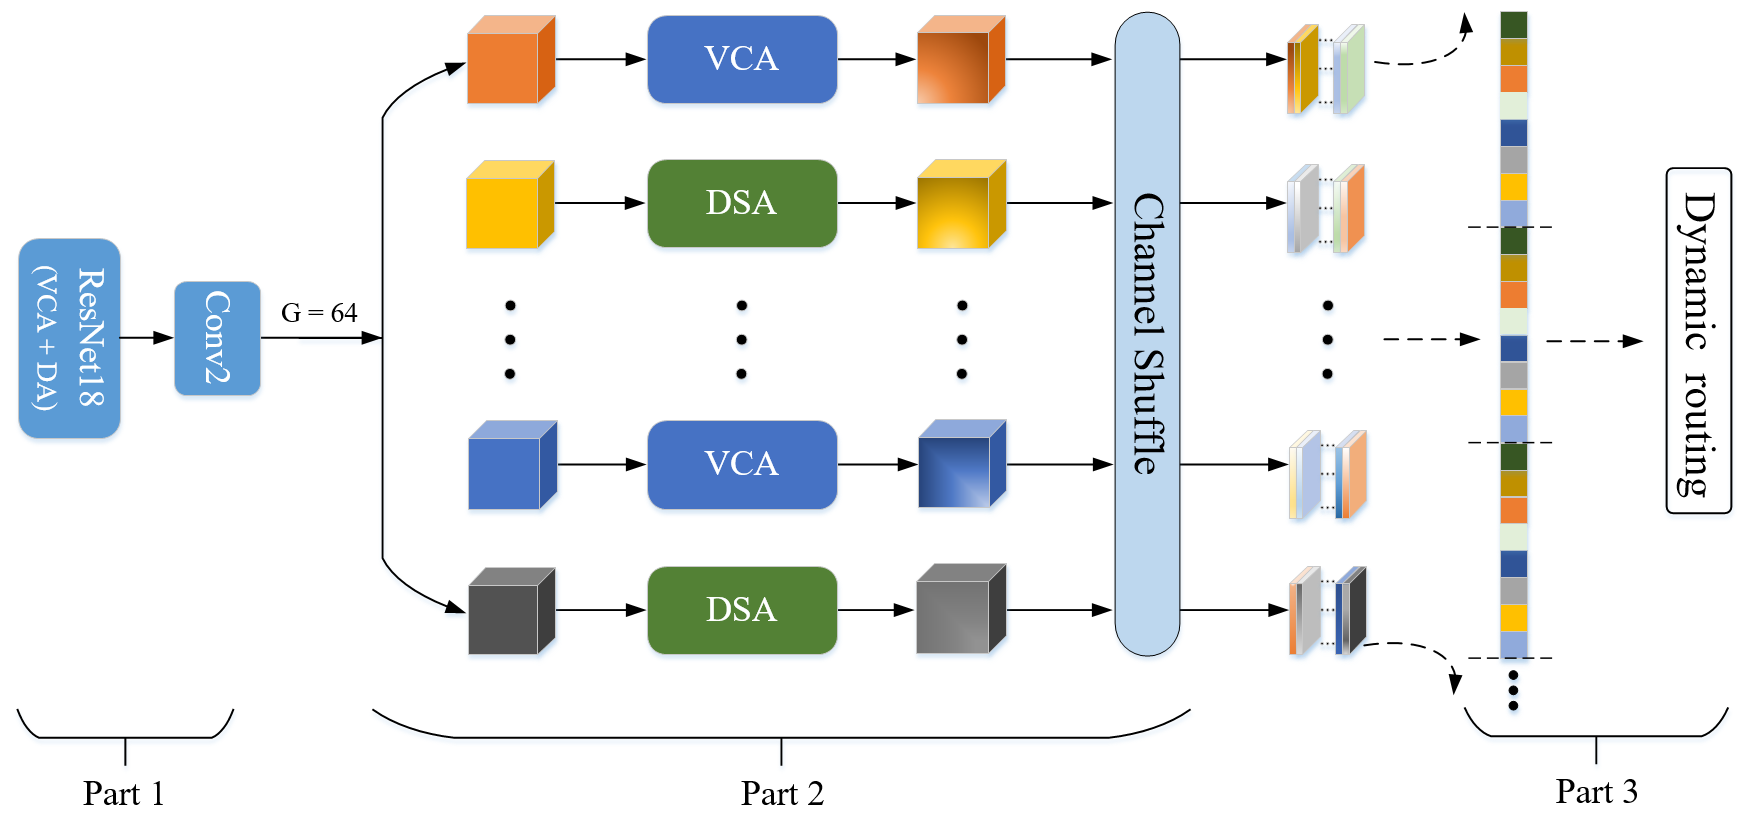 ResNet18
(VCA + DA)
Conv2
G = 64
VCA
DSA
VCA
DSA
Channel Shuffle
Dynamic routing
Part 1
Part 2
Part 3